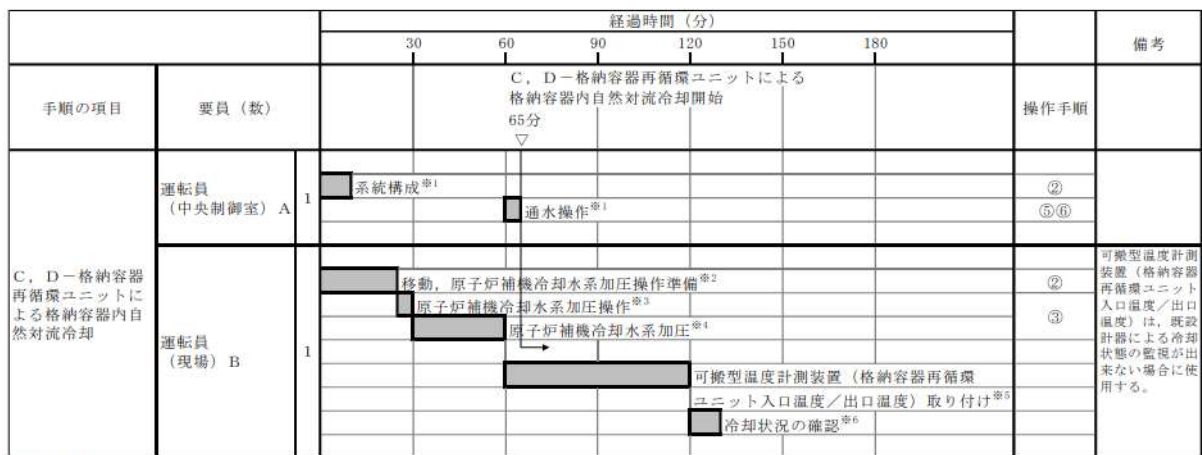 経過時間（分）
備考
30 60 90 120 150 180
手順の項目
要員（数）
C，D－格納容器再循環ユニットによる
格納容器内自然対流冷却開始
65分
▽
操作手順
C，D－格納容器
再循環ユニットに
よる格納容器内自
然対流冷却
運転員
（中央制御室）A
1
系統構成※1
②
通水操作※1
⑤⑥
運転員
（現場）B
1
移動，原子炉補機冷却水系加圧操作準備※2
②
原子炉補機冷却水系加圧操作※3
③
原子炉補機冷却水系加圧※4
可搬型温度計測装置（格納容器再循環
ユニット入口温度／出口温度）取り付け※5
冷却状況の確認※6
可搬型温度計測
装置（格納容器
再循環ユニット
入口温度/出口
温度）は，既設
計器による冷却
状態の監視が出
来ない場合に使
用する。